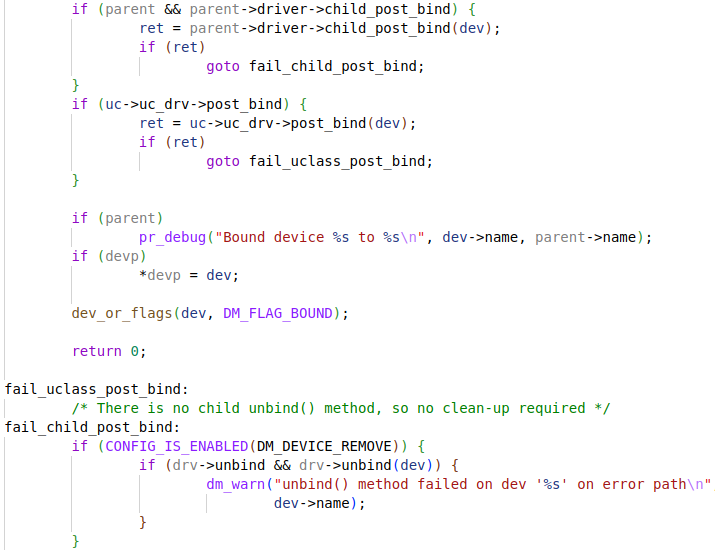 if (parent && parent->driver->child_post_bind) {
ret = parent->driver->child_post_bind(dev);
if (ret)
goto fail_child_post_bind;
}
if (uc->uc_drv->post_bind) {
ret = uc->uc_drv->post_bind(dev);
if (ret)
goto fail_uclass_post_bind;
}
if (parent)
pr_debug("Bound device %s to %s\n", dev->name, parent->name);
if (devp)
*devp = dev;
dev_or_flags(dev, DM_FLAG_BOUND);
return 0;
fail_uclass_post_bind:
/* There is no child unbind() method, so no clean-up required */
fail_child_post_bind:
if (CONFIG_IS_ENABLED(DM_DEVICE_REMOVE)) {
if (drv->unbind && drv->unbind(dev)) {
dm_warn("unbind() method failed on dev '%s' on error path\n"
dev->name);
}
}